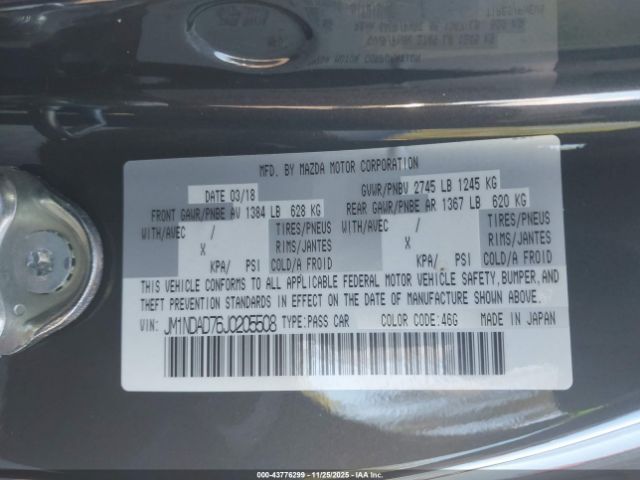 MFD. BY MAZDA MOTOR CORPORATION
DATE 03/18 GVWR/PNBV 2745 LB 1245 KG
FRONT GAWR/PNBE AV 1384 LB 628 KG REAR GAWR/PNBE AR 1367 LB 620 KG
WITH/AVEC / TIRES/PNEUS WITH/AVEC / TIRES/PNEUS
X RIMS/JANTES X RIMS/JANTES
KPA/ PSI COLD/A FROID KPA/ PSI COLD/A FROID
THIS VEHICLE CONFORMS TO ALL APPLICABLE FEDERAL MOTOR VEHICLE SAFETY, BUMPER, AND
THEFT PREVENTION STANDARDS IN EFFECT ON THE DATE OF MANUFACTURE SHOWN ABOVE.
VIN: JM1NDAD76J0205508 TYPE: PASS CAR COLOR CODE: 46G MADE IN JAPAN
000-43776299 - 11/25/2025 - IAAI.COM